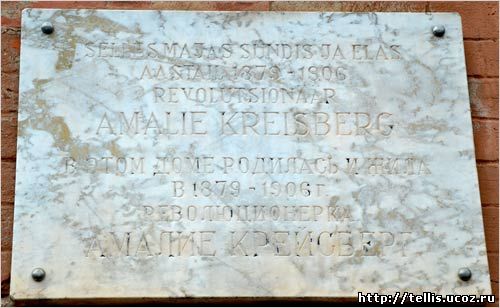 SELLES MAJAS SÜNDIS JA ELAS
AASTAIL 1879-1906
REVOLUTSIONÄÄR
AMALIE KREISBERG
В ЭТОМ ДОМЕ РОДИЛАСЬ И ЖИЛА
В 1879-1906 г.
РЕВОЛЮЦИОНЕРКА
АМАЛИЕ КРЕЙСБЕРГ
http://tellis.ucoz.ru